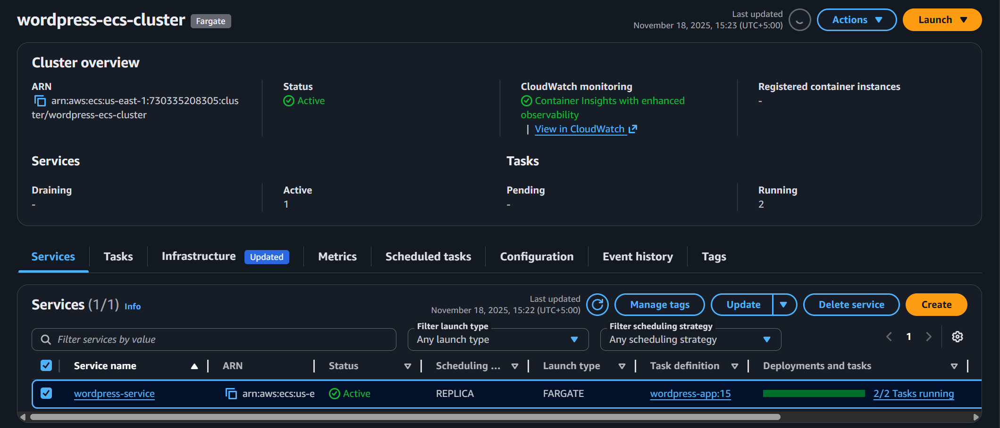 wordpress-ecs-cluster Fargate
Last updated
November 18, 2025, 15:23 (UTC+5:00)
Actions
Launch
Cluster overview
ARN
arn:aws:ecs:us-east-1:730335208305:clus
ter/wordpress-ecs-cluster
Status
Active
CloudWatch monitoring
Container Insights with enhanced
observability
| View in CloudWatch
Registered container instances
-
Services
Tasks
Draining
-
Active
1
Pending
-
Running
2
Services Tasks Infrastructure Updated Metrics Scheduled tasks Configuration Event history Tags
Services (1/1) Info
Last updated
November 18, 2025, 15:22 (UTC+5:00)
Manage tags
Update
Delete service
Create
Filter services by value
Filter launch type
Any launch type
Filter scheduling strategy
Any scheduling strategy
1
Service name ARN Status Scheduling ... Launch type Task definition Deployments and tasks
wordpress-service arn:aws:ecs:us-e Active REPLICA FARGATE wordpress-app:15 2/2 Tasks running